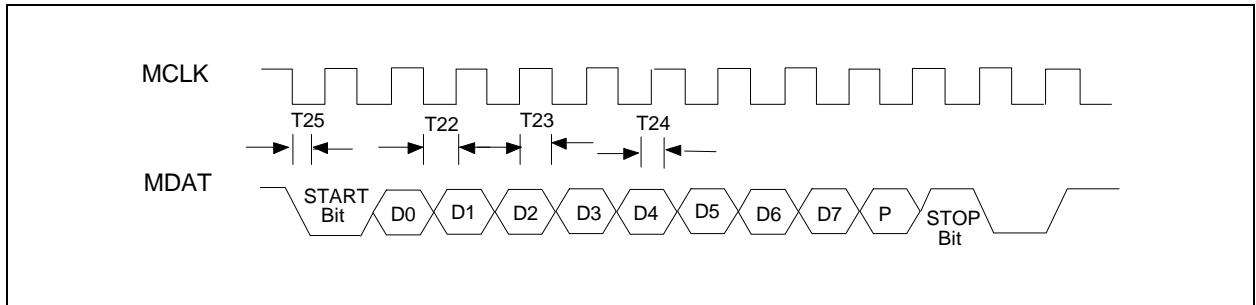 MCLK
T25
T22
T23
T24
MDAT
START
Bit
D0
D1
D2
D3
D4
D5
D6
D7
P
STOP
Bit